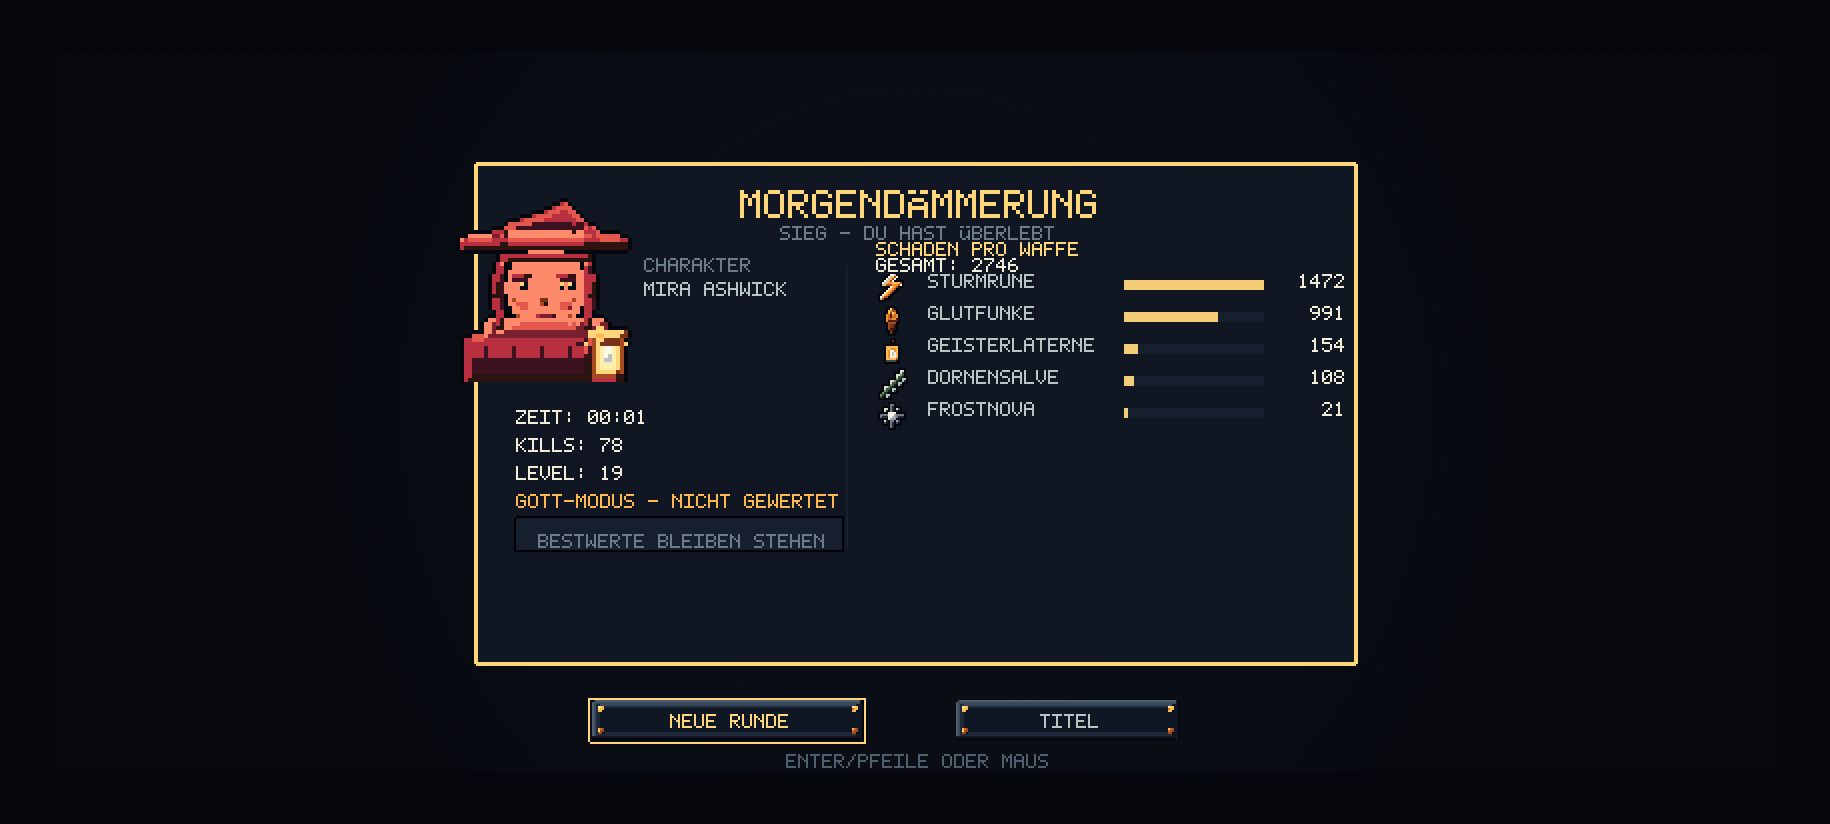 MORGENDäMMERUNG
SIEG - DU HAST üBERLEBT
CHARAKTER
MIRA ASHWICK
ZEIT: 00:01
KILLS: 78
LEVEL: 19
GOTT-MODUS - NICHT GEWERTET
BESTWERTE BLEIBEN STEHEN
SCHADEN PRO WAFFE
GESAMT: 2746
STURMRUNE 1472
GLUTFUNKE 991
GEISTERLATERNE 154
DORNENSALVE 108
FROSTNOVA 21
NEUE RUNDE
TITEL
ENTER/PFEILE ODER MAUS